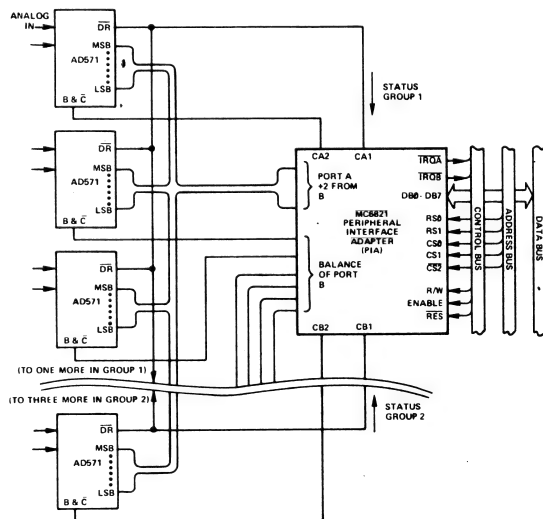 ANALOG
IN
DR
MSB
AD571
LSB
B & C
STATUS
GROUP 1
DR
MSB
AD571
LSB
B & C
DR
MSB
AD571
LSB
B & C
CA2
CA1
PORT A
+2 FROM
B
MC6821
PERIPHERAL
INTERFACE
ADAPTER
(PIA)
BALANCE
OF PORT
B
IRQA
IRQB
DB0 - DB7
RS0
RS1
CS0
CS1
CS2
R/W
ENABLE
RES
CB2
CB1
CONTROL BUS
ADDRESS BUS
DATA BUS
(TO ONE MORE IN GROUP 1)
(TO THREE MORE IN GROUP 2)
STATUS
GROUP 2
DR
MSB
AD571
LSB
B & C